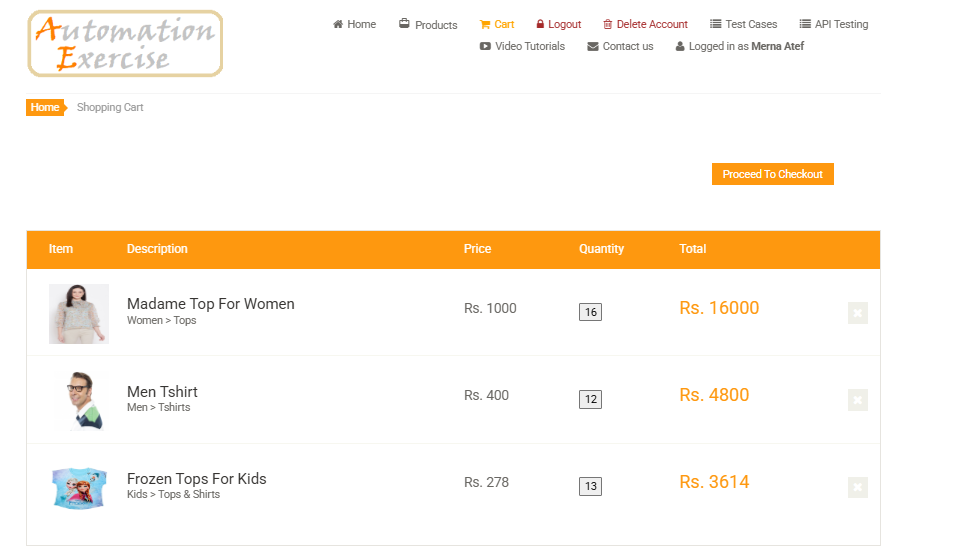 Automation
Exercise
Home Products Cart Logout Delete Account Test Cases API Testing
Video Tutorials Contact us Logged in as Merna Atef
Home Shopping Cart
Proceed To Checkout
Item Description Price Quantity Total
Madame Top For Women Rs. 1000 16 Rs. 16000
Women > Tops
Men Tshirt Rs. 400 12 Rs. 4800
Men > Tshirts
Frozen Tops For Kids Rs. 278 13 Rs. 3614
Kids > Tops & Shirts